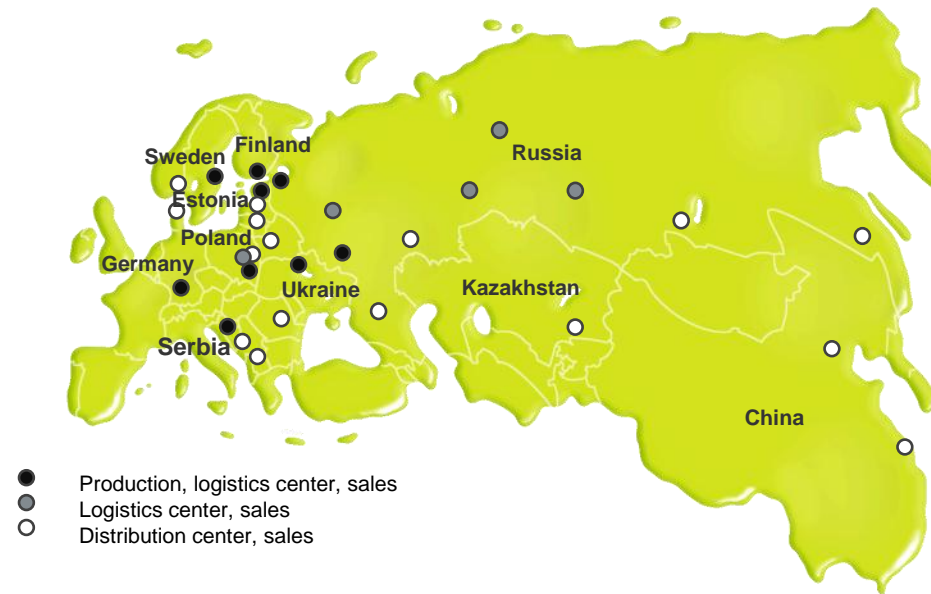 Finland
Sweden
Russia
Estonia
Poland
Germany
Ukraine
Kazakhstan
Serbia
China
Production, logistics center, sales
Logistics center, sales
Distribution center, sales